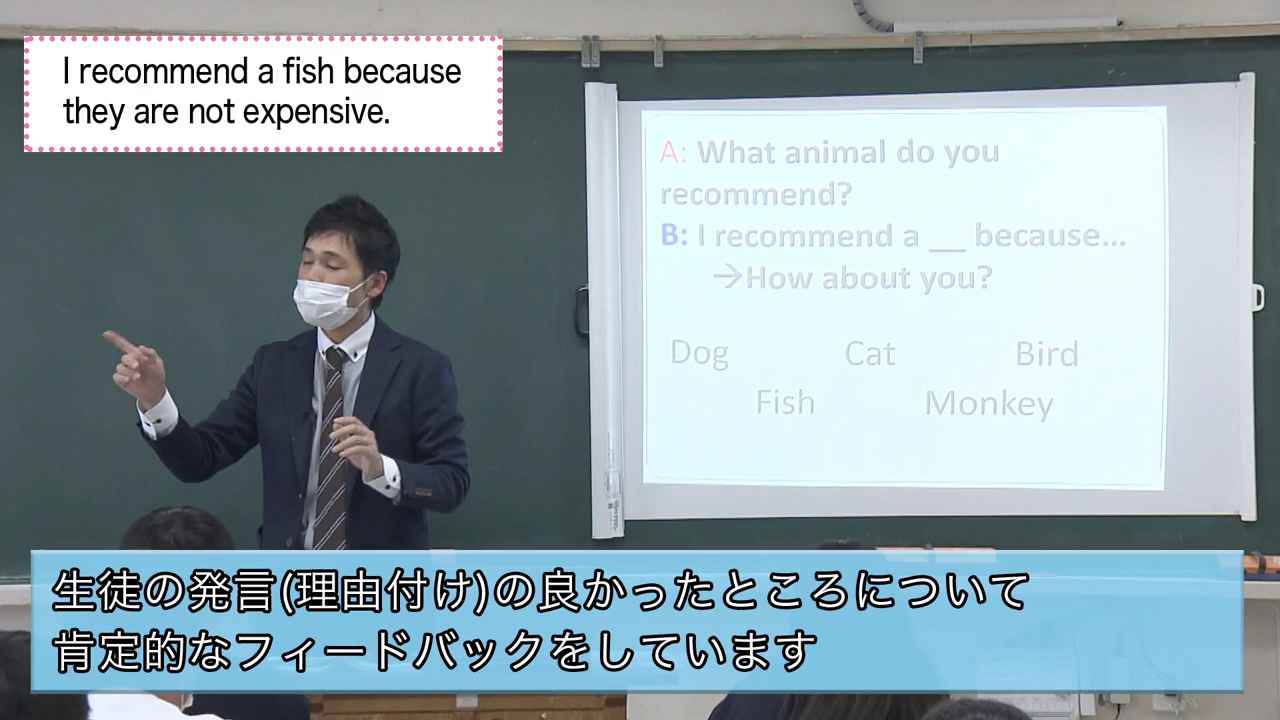 I recommend a fish because
they are not expensive.
A: What animal do you
recommend?
B: I recommend a __ because...
→How about you?
Dog Cat Bird
Fish Monkey
生徒の発言(理由付け)の良かったところについて
肯定的なフィードバックをしています